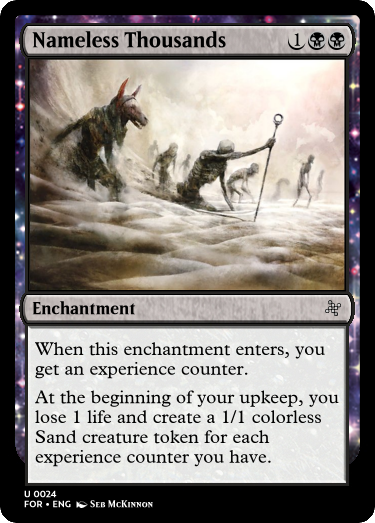 Nameless Thousands 1
Enchantment
When this enchantment enters, you
get an experience counter.
At the beginning of your upkeep, you
lose 1 life and create a 1/1 colorless
Sand creature token for each
experience counter you have.
U 0024
FOR • ENG Seb McKinnon